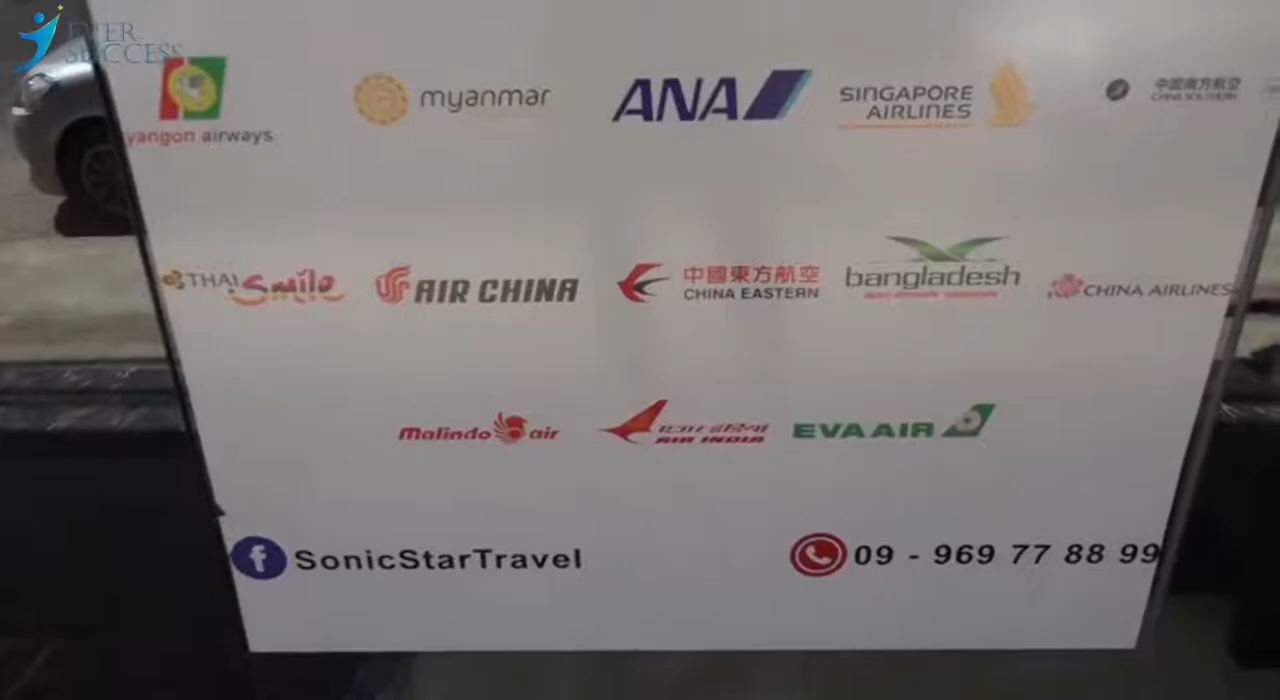 EVER SUCCESS
yangon airways
myanmar
ANA
SINGAPORE AIRLINES
中国南方航空
CHINA SOUTHERN
THAI Smile
AIR CHINA
中國東方航空
CHINA EASTERN
bangladesh
CHINA AIRLINES
Malindo air
AIR INDIA
EVA AIR
SonicStarTravel
09 - 969 77 88 99